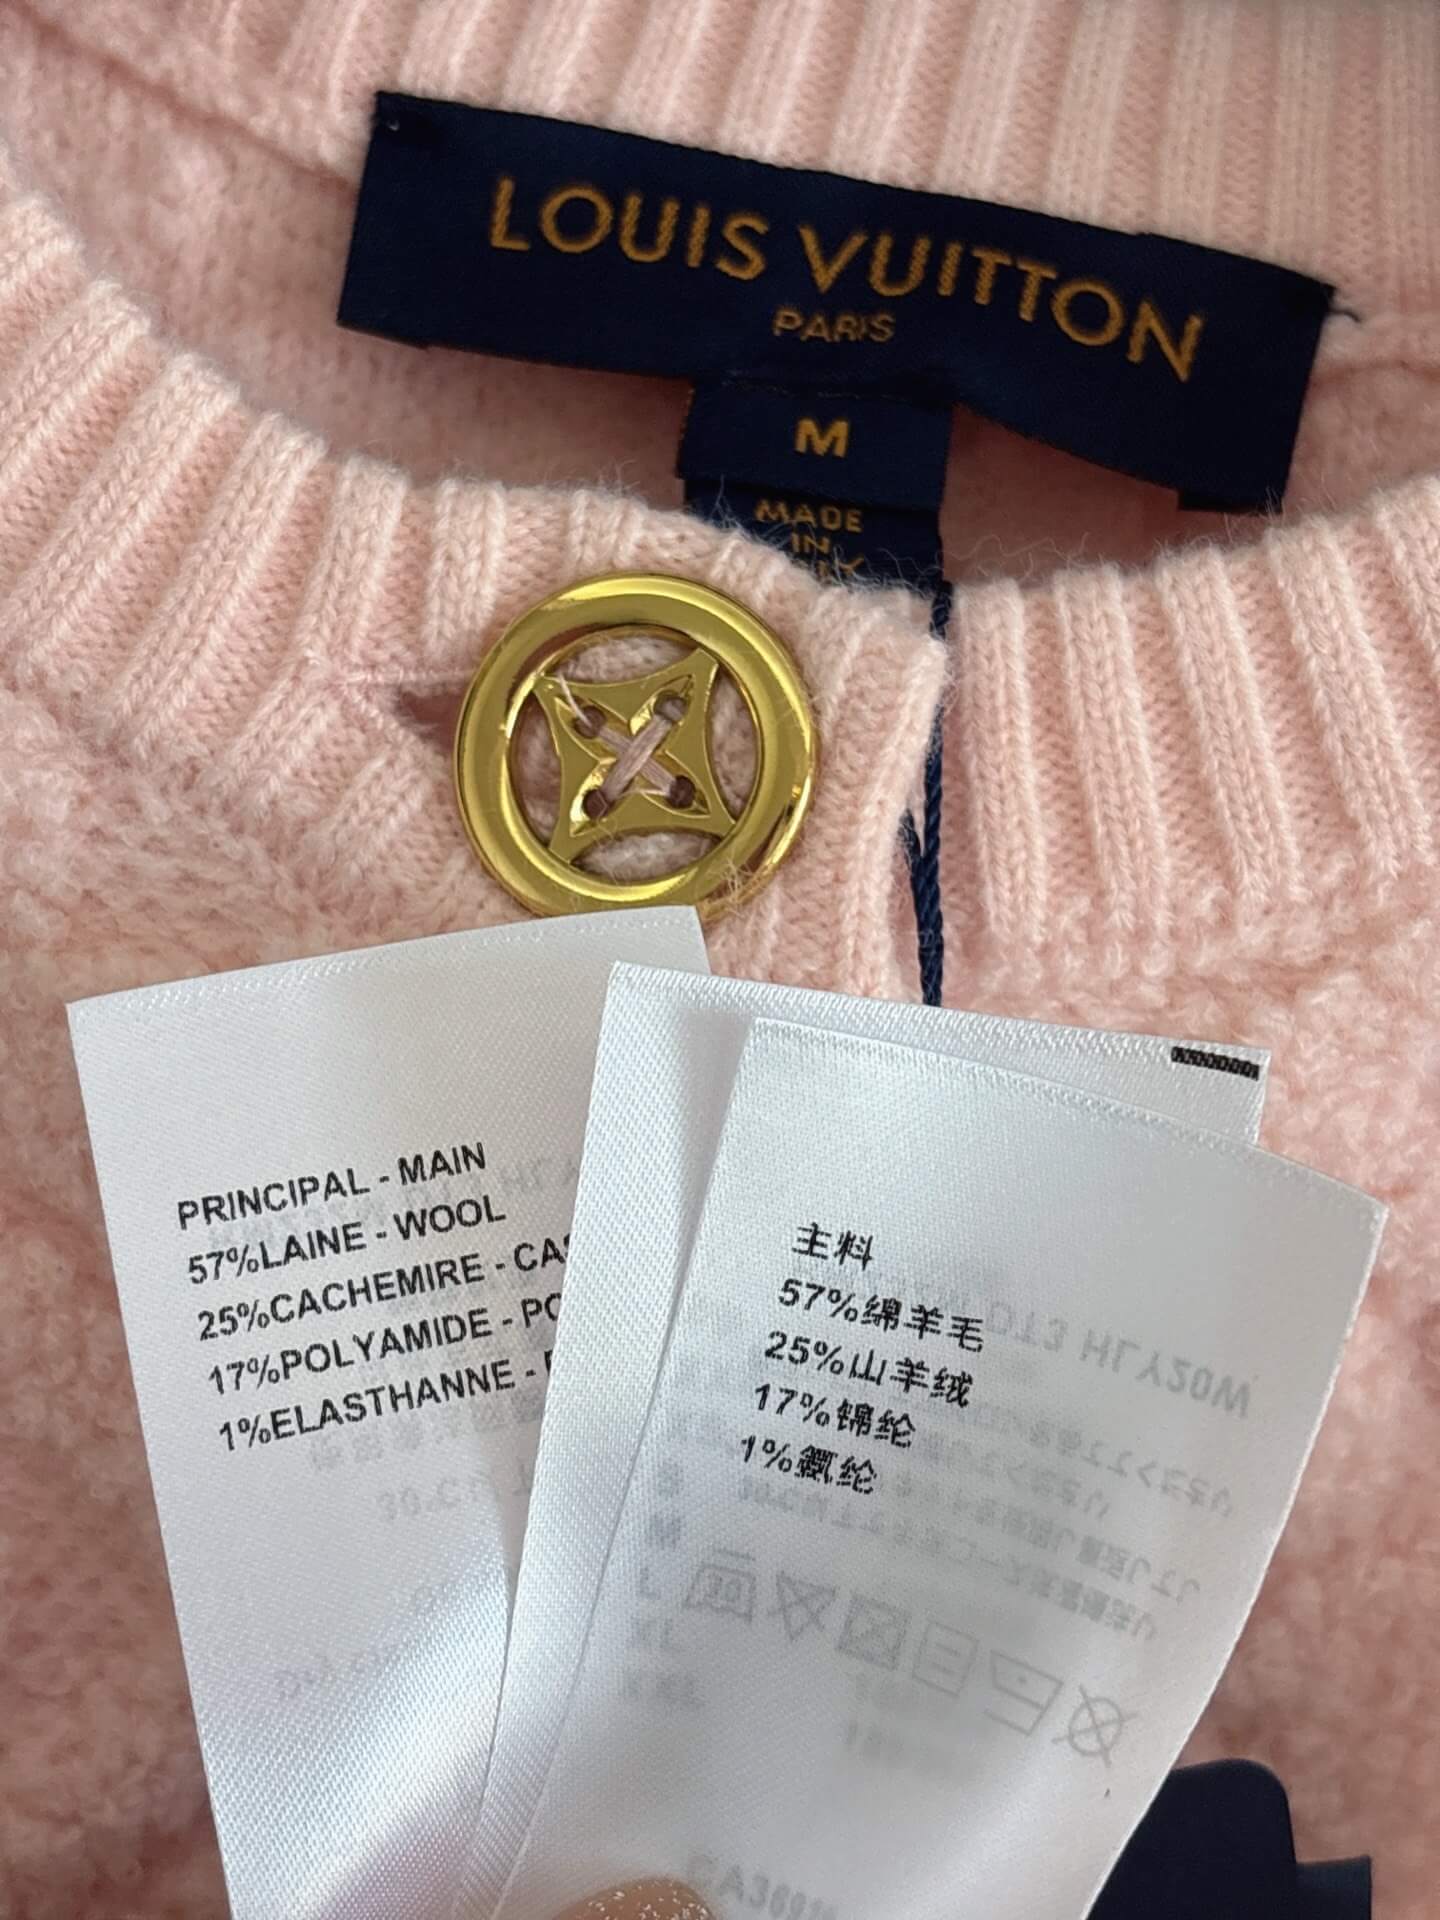 LOUIS VUITTON
PARIS
M
MADE
IN
PRINCIPAL - MAIN
57%LAINE - WOOL
25%CACHEMIRE - CAS
17%POLYAMIDE - PO
1%ELASTHANNE -
主料
57%绵羊毛
25%山羊绒
17%锦纶
1%氨纶